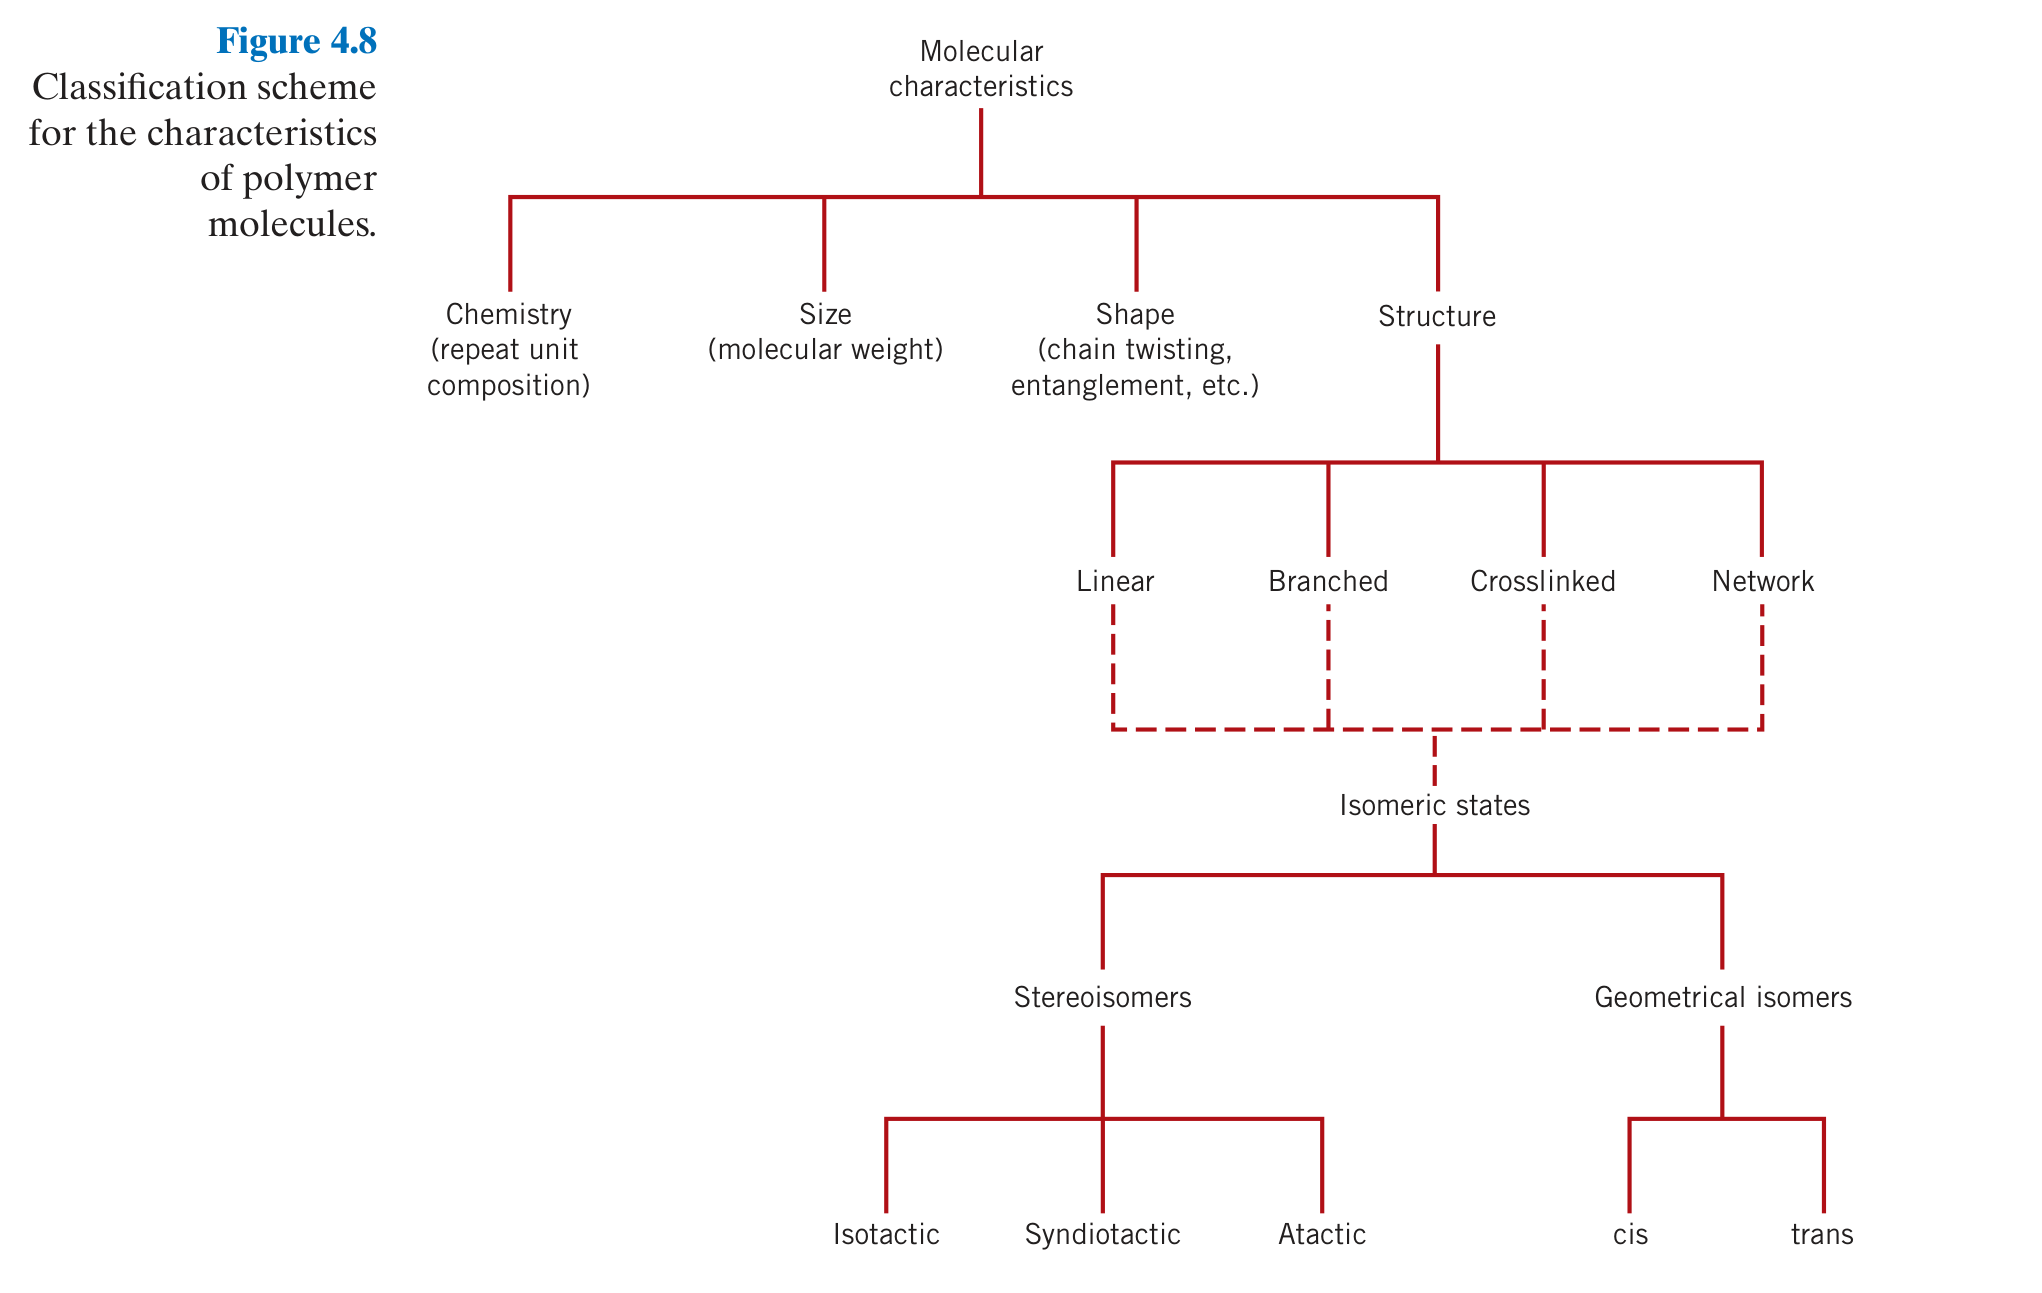 Figure 4.8
Classification scheme
for the characteristics
of polymer
molecules.
Molecular
characteristics
Chemistry
(repeat unit
composition)
Size
(molecular weight)
Shape
(chain twisting,
entanglement, etc.)
Structure
Linear
Branched
Crosslinked
Network
Isomeric states
Stereoisomers
Geometrical isomers
Isotactic
Syndiotactic
Atactic
cis
trans